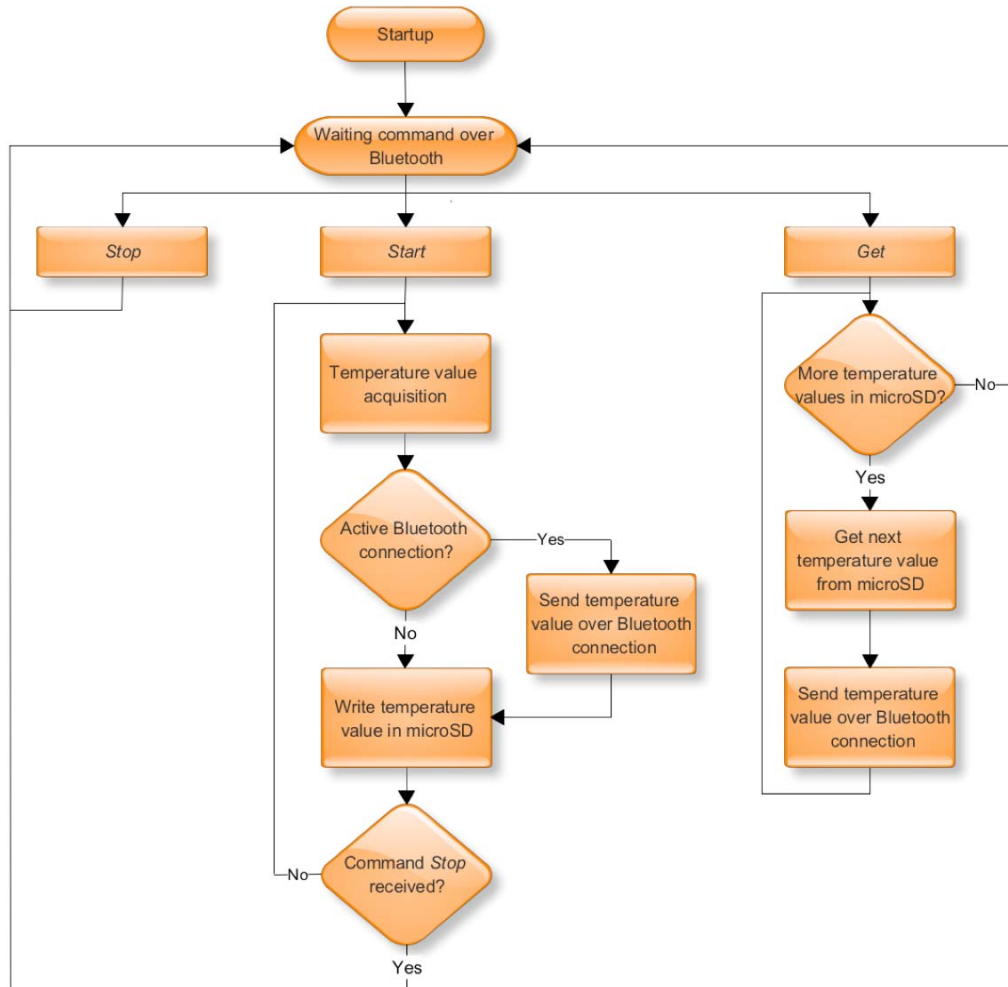 Startup
Waiting command over
Bluetooth
Stop
Start
Get
Temperature value
acquisition
More temperature
values in microSD?
No
Yes
Active Bluetooth
connection?
Yes
Get next
temperature value
from microSD
Send temperature
value over Bluetooth
connection
No
Write temperature
value in microSD
Send temperature
value over Bluetooth
connection
Command Stop
received?
No
Yes